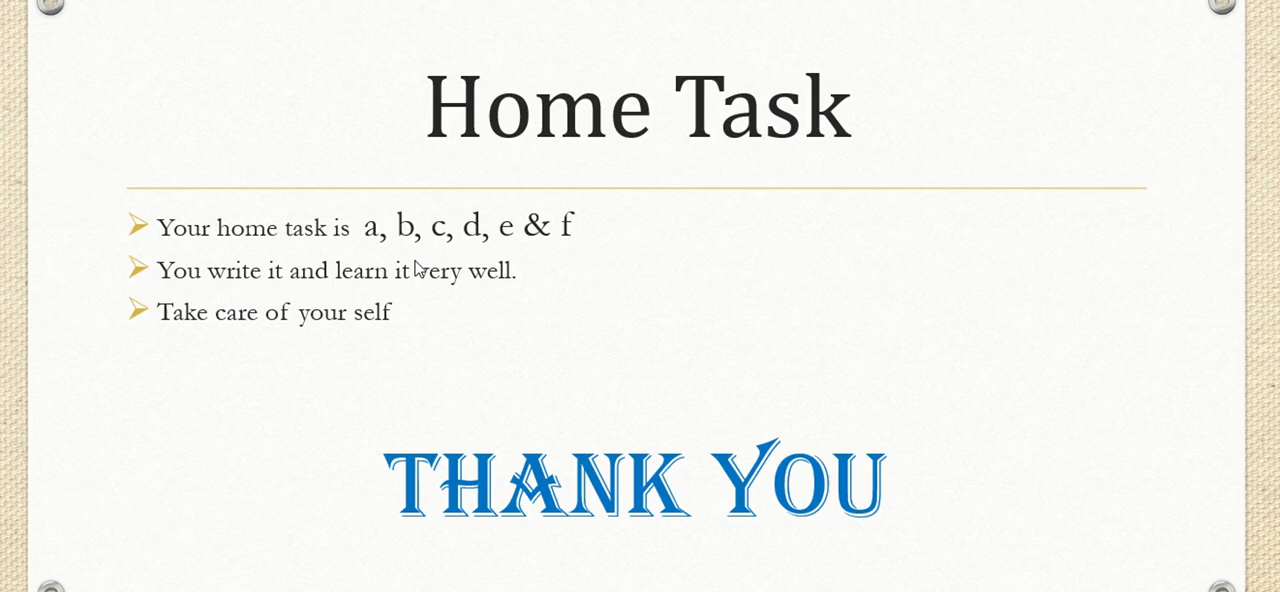 Home Task
Your home task is a, b, c, d, e & f
You write it and learn it very well.
Take care of your self
THANK YOU